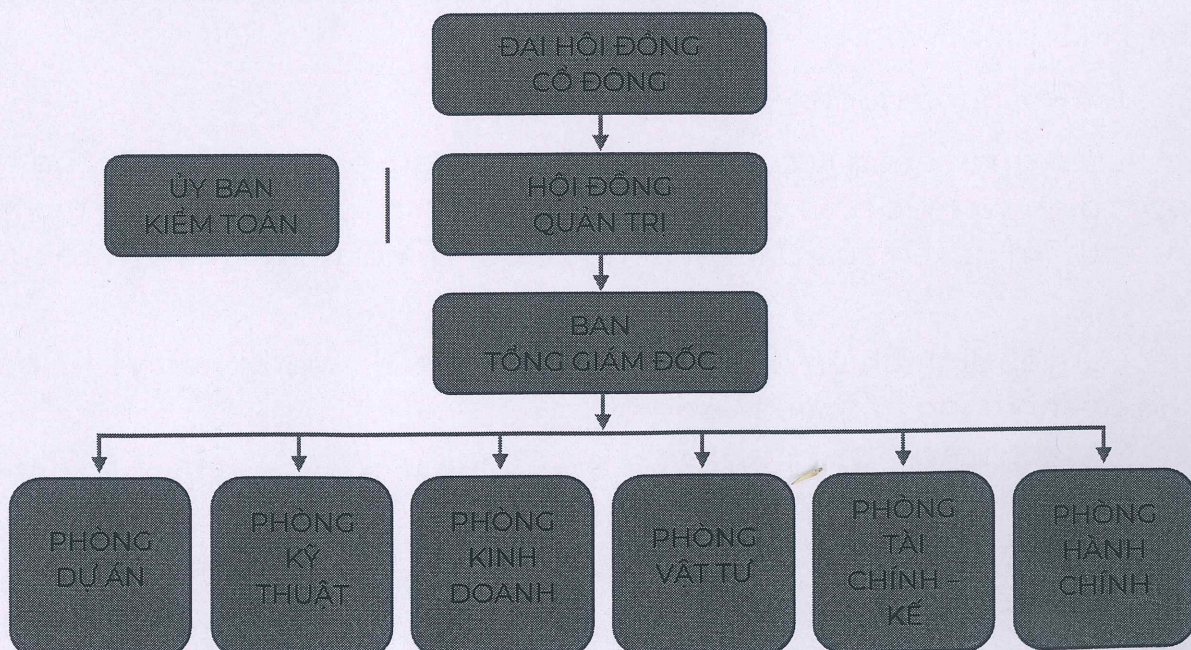 ĐẠI HỘI ĐỒNG
CỔ ĐÔNG
ỦY BAN
KIỂM TOÁN
HỘI ĐỒNG
QUẢN TRỊ
BAN
TỔNG GIÁM ĐỐC
PHÒNG
DỰ ÁN
PHÒNG
KỸ
THUẬT
PHÒNG
KINH
DOANH
PHÒNG
VẬT TƯ
PHÒNG
TÀI
CHÍNH –
KẾ
PHÒNG
HÀNH
CHÍNH